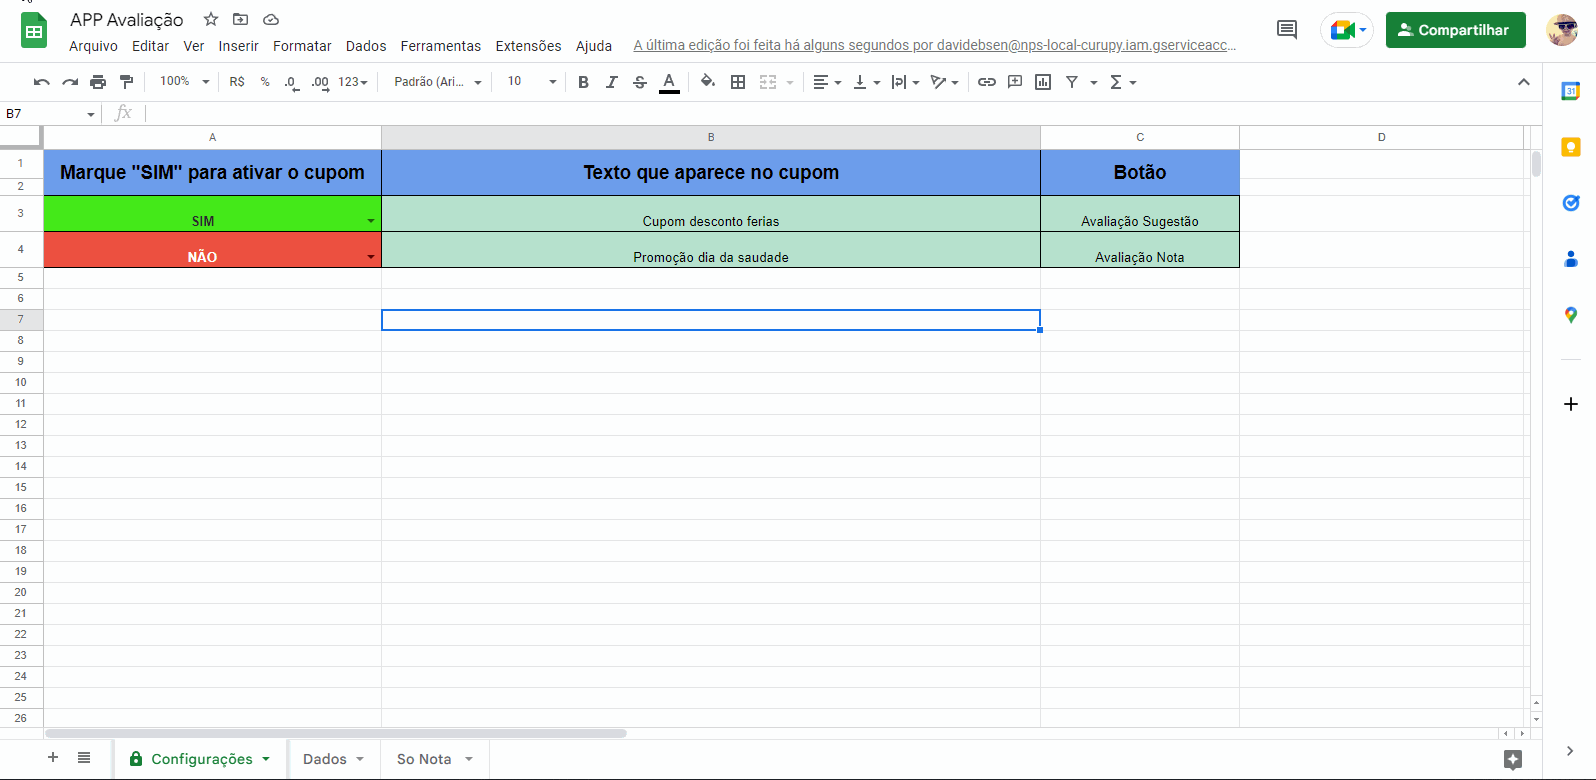 APP Avaliação
Arquivo Editar Ver Inserir Formatar Dados Ferramentas Extensões Ajuda A última edição foi feita há alguns segundos por davidebsen@nps-local-curupy.iam.gserviceacc...
Compartilhar
100% R$ % .0 .00 123 Padrão (Ari... 10 B I S A
31
B7 fx
A B C D
1 Marque "SIM" para ativar o cupom Texto que aparece no cupom Botão
2
3 SIM Cupom desconto ferias Avaliação Sugestão
4 NÃO Promoção dia da saudade Avaliação Nota
5
6
7
8
9
10
11
12
13
14
15
16
17
18
19
20
21
22
23
24
25
26
Configurações Dados So Nota